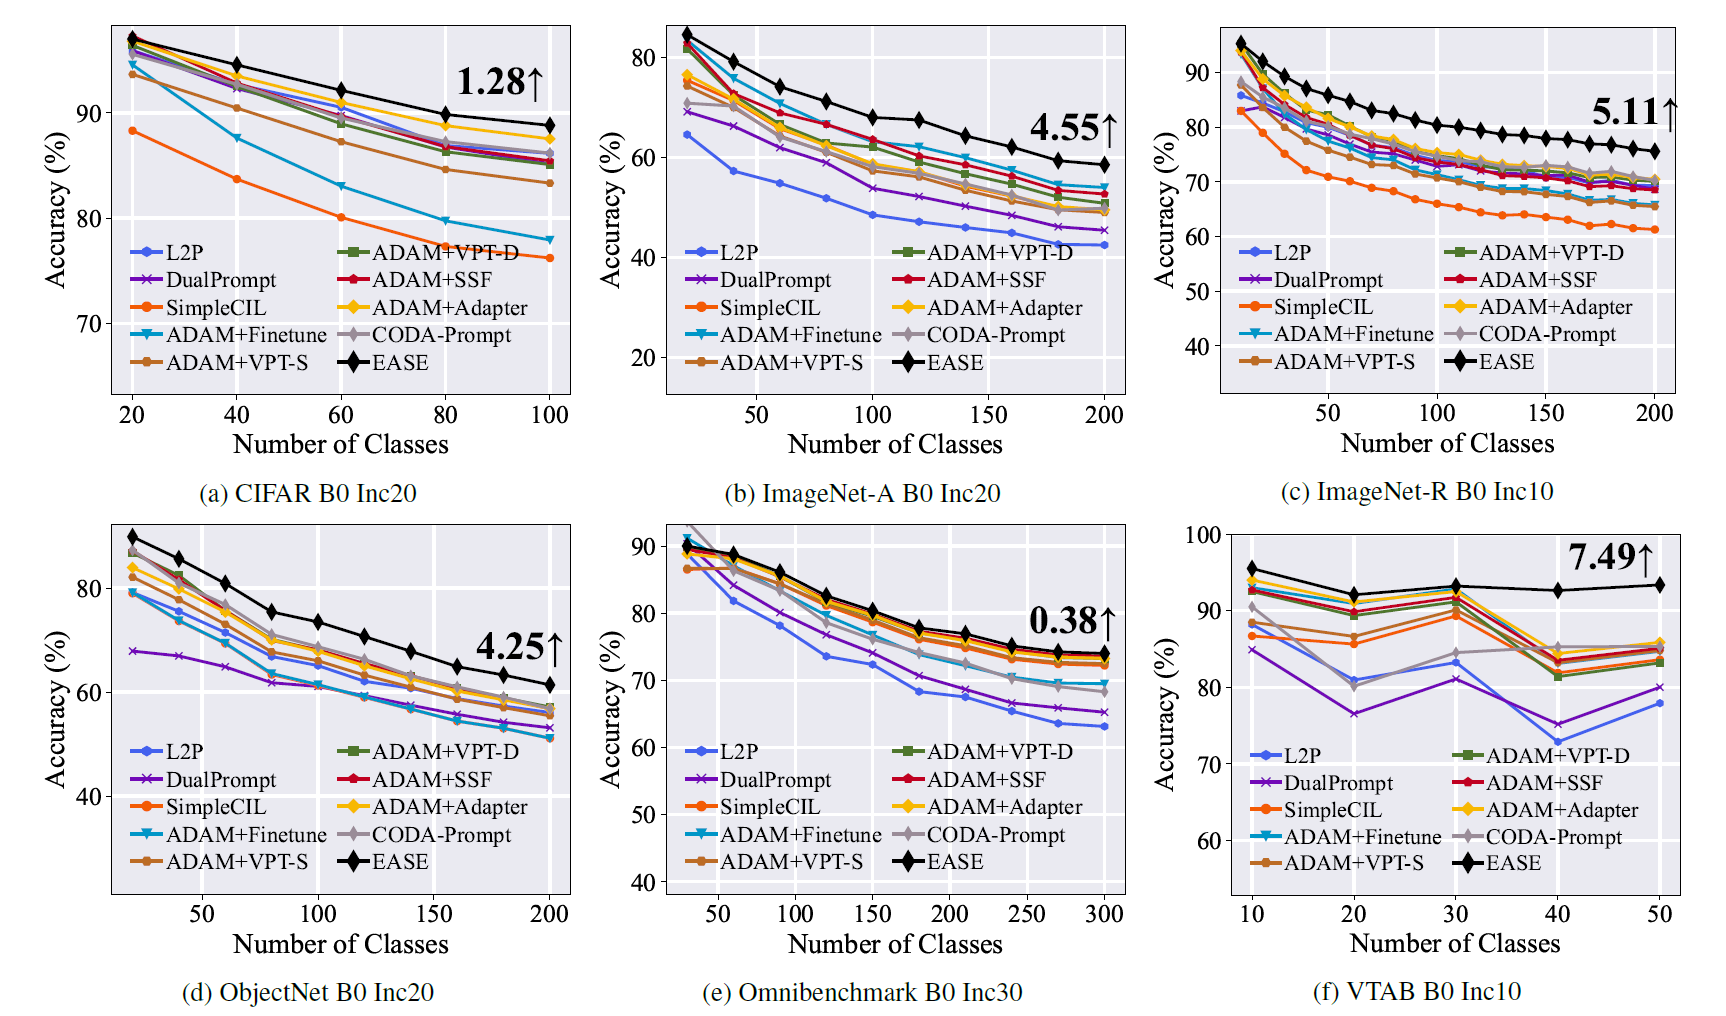 Accuracy (%)
90
80
70
1.28↑
L2P
DualPrompt
SimpleCIL
ADAM+Finetune
ADAM+VPT-S
ADAM+VPT-D
ADAM+SSF
ADAM+Adapter
CODA-Prompt
EASE
20 40 60 80 100
Number of Classes
(a) CIFAR B0 Inc20
Accuracy (%)
80
60
40
20
4.55↑
L2P
DualPrompt
SimpleCIL
ADAM+Finetune
ADAM+VPT-S
ADAM+VPT-D
ADAM+SSF
ADAM+Adapter
CODA-Prompt
EASE
50 100 150 200
Number of Classes
(b) ImageNet-A B0 Inc20
Accuracy (%)
90
80
70
60
50
40
5.11↑
L2P
DualPrompt
SimpleCIL
ADAM+Finetune
ADAM+VPT-S
ADAM+VPT-D
ADAM+SSF
ADAM+Adapter
CODA-Prompt
EASE
50 100 150 200
Number of Classes
(c) ImageNet-R B0 Inc10
Accuracy (%)
80
60
40
4.25↑
L2P
DualPrompt
SimpleCIL
ADAM+Finetune
ADAM+VPT-S
ADAM+VPT-D
ADAM+SSF
ADAM+Adapter
CODA-Prompt
EASE
50 100 150 200
Number of Classes
(d) ObjectNet B0 Inc20
Accuracy (%)
90
80
70
60
50
40
0.38↑
L2P
DualPrompt
SimpleCIL
ADAM+Finetune
ADAM+VPT-S
ADAM+VPT-D
ADAM+SSF
ADAM+Adapter
CODA-Prompt
EASE
50 100 150 200 250 300
Number of Classes
(e) Omnibenchmark B0 Inc30
Accuracy (%)
100
90
80
70
60
7.49↑
L2P
DualPrompt
SimpleCIL
ADAM+Finetune
ADAM+VPT-S
ADAM+VPT-D
ADAM+SSF
ADAM+Adapter
CODA-Prompt
EASE
10 20 30 40 50
Number of Classes
(f) VTAB B0 Inc10